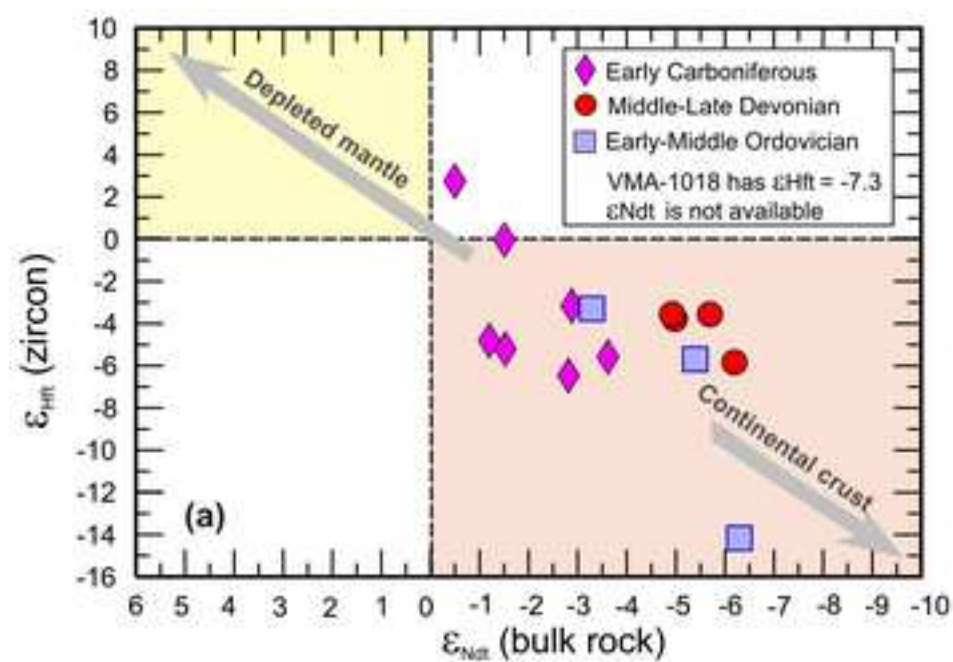 10
8
6
4
2
0
-2
-4
-6
-8
-10
-12
-14
-16
εHft (zircon)
Depleted mantle
Early Carboniferous
Middle-Late Devonian
Early-Middle Ordovician
VMA-1018 has εHft = -7.3
εNdt is not available
Continental crust
(a)
6 5 4 3 2 1 0 -1 -2 -3 -4 -5 -6 -7 -8 -9 -10
εNdt (bulk rock)